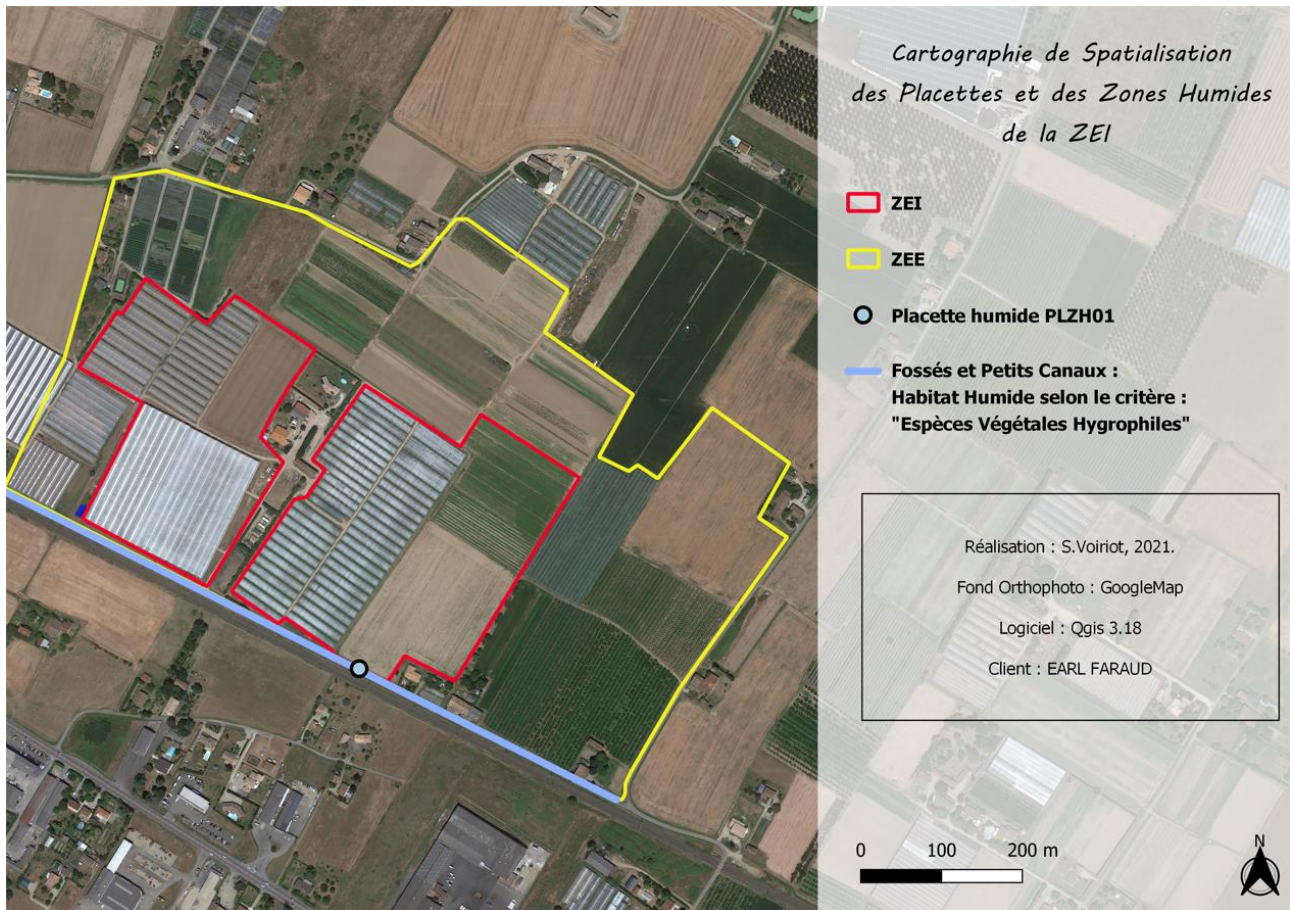 Cartographie de Spatialisation
des Placettes et des Zones Humides
de la ZEI
ZEI
ZEE
Placette humide PLZH01
Fossés et Petits Canaux :
Habitat Humide selon le critère :
"Espèces Végétales Hygrophiles"
Réalisation : S.Voiriot, 2021.
Fond Orthophoto : GoogleMap
Logiciel : Qgis 3.18
Client : EARL FARAUD
0 100 200 m
N